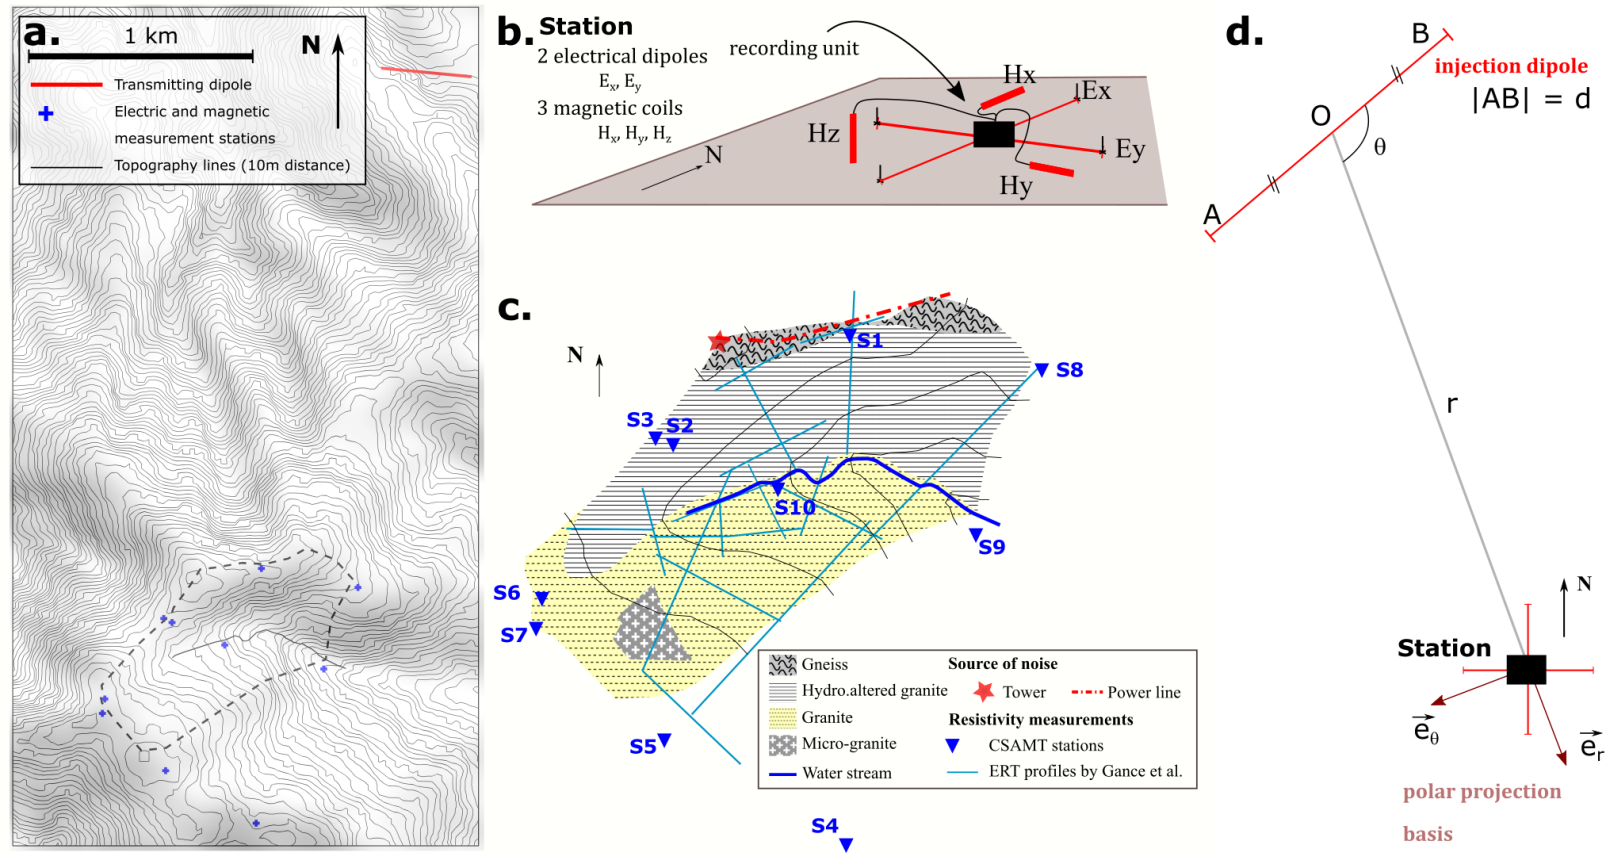 a.
1 km
N
Transmitting dipole
Electric and magnetic
measurement stations
Topography lines (10m distance)
b.
Station
2 electrical dipoles
Ex, Ey
3 magnetic coils
Hx, Hy, Hz
recording unit
Hx
Ex
Hz
Ey
N
Hy
c.
N
S1
S8
S3
S2
S10
S9
S6
S7
S5
S4
Gneiss
Hydro.altered granite
Granite
Micro-granite
Water stream
Source of noise
Tower
Power line
Resistivity measurements
CSAMT stations
ERT profiles by Gance et al.
d.
B
injection dipole
|AB| = d
O
θ
A
r
N
Station
eθ
er
polar projection
basis